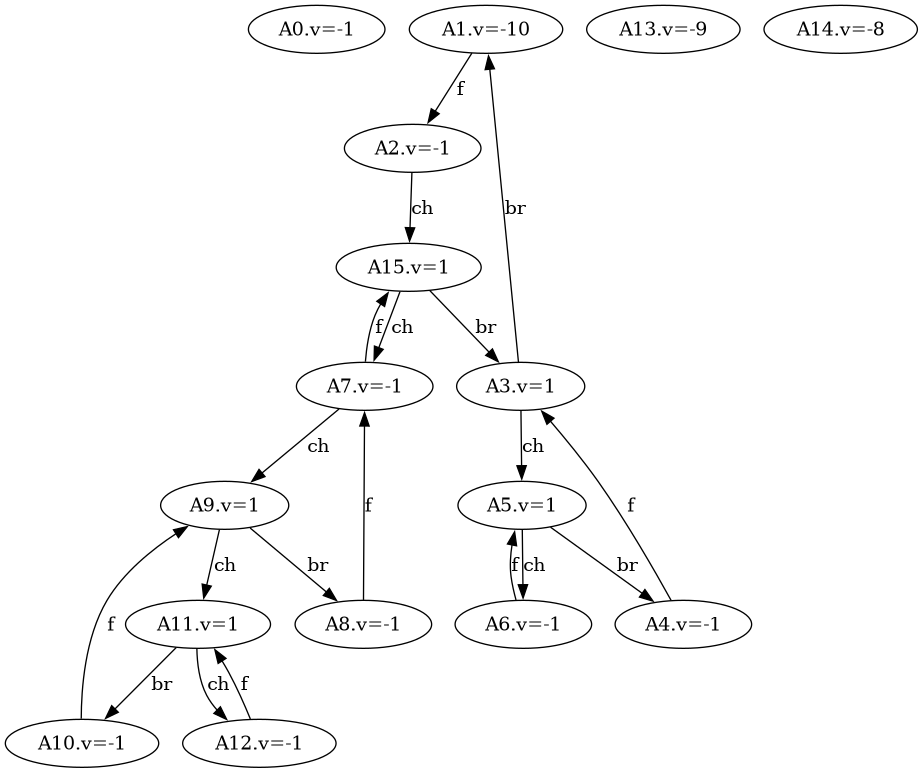 A0.v=-1
A1.v=-10
A13.v=-9
A14.v=-8
f
A2.v=-1
ch
br
A15.v=1
f
ch
br
A7.v=-1
A3.v=1
ch
ch
A9.v=1
f
A5.v=1
f
ch
br
f
ch
br
A11.v=1
A8.v=-1
A6.v=-1
A4.v=-1
f
br
ch
f
A10.v=-1
A12.v=-1